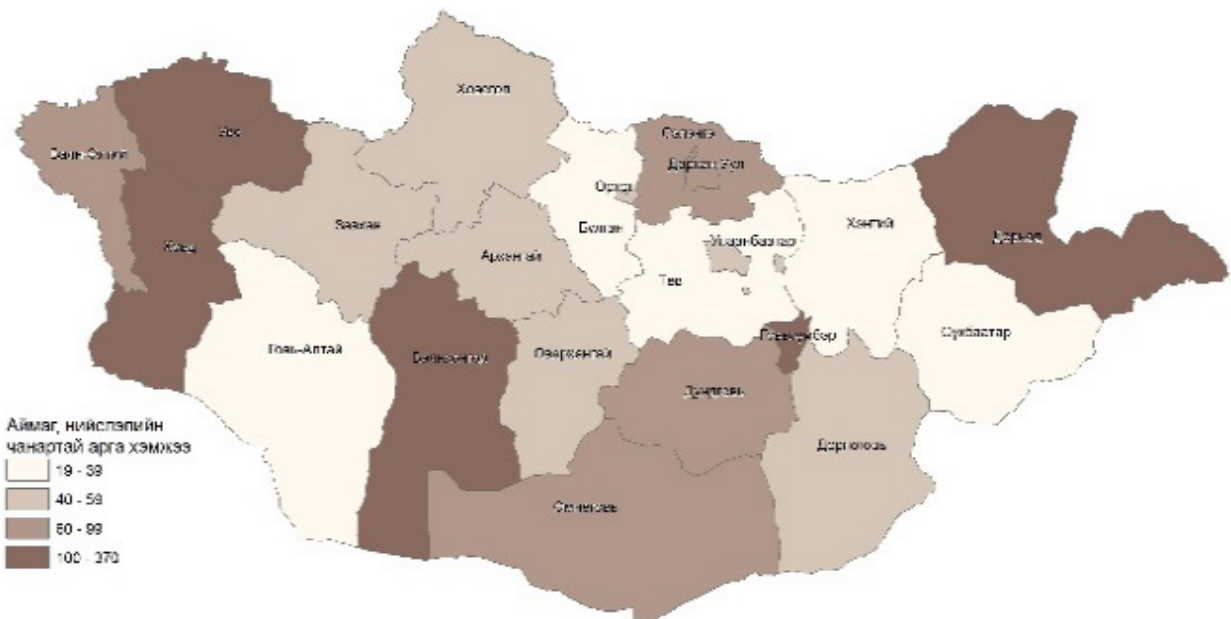 Хөвсгөл
Увс
Сэлэнгэ
Баян-Өлгий
Дархан-Уул
Орхон
Завхан
Булган
Улаанбаатар
Хэнтий
Ховд
Архангай
Дорнод
Төв
Говь-Алтай
Баянхонгор
Өвөрхангай
Говьсүмбэр
Сүхбаатар
Дундговь
Дорноговь
Өмнөговь
Аймаг, нийслэлийн
чанартай арга хэмжээ
19 - 39
40 - 59
60 - 99
100 - 370